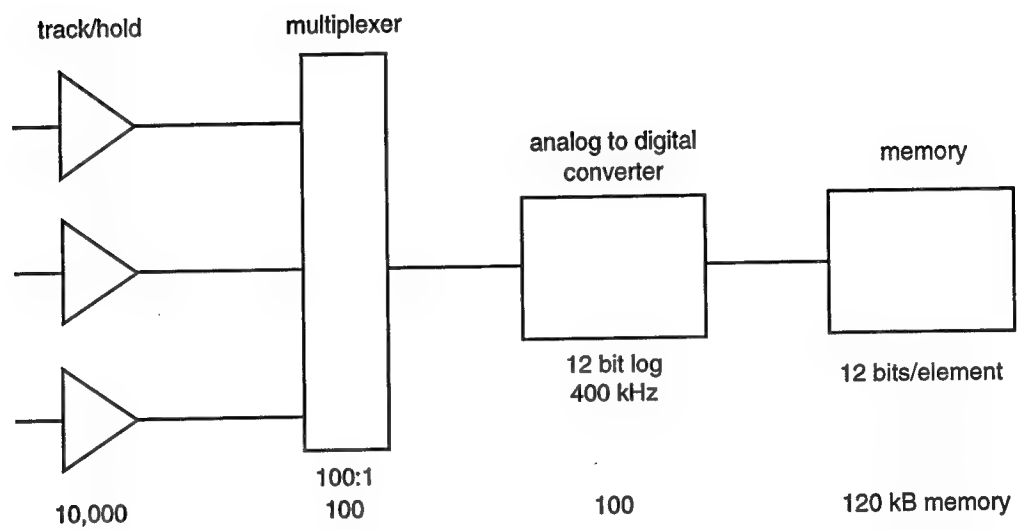 track/hold
multiplexer
analog to digital
converter
memory
12 bit log
400 kHz
12 bits/element
100:1
100
10,000
100
120 kB memory